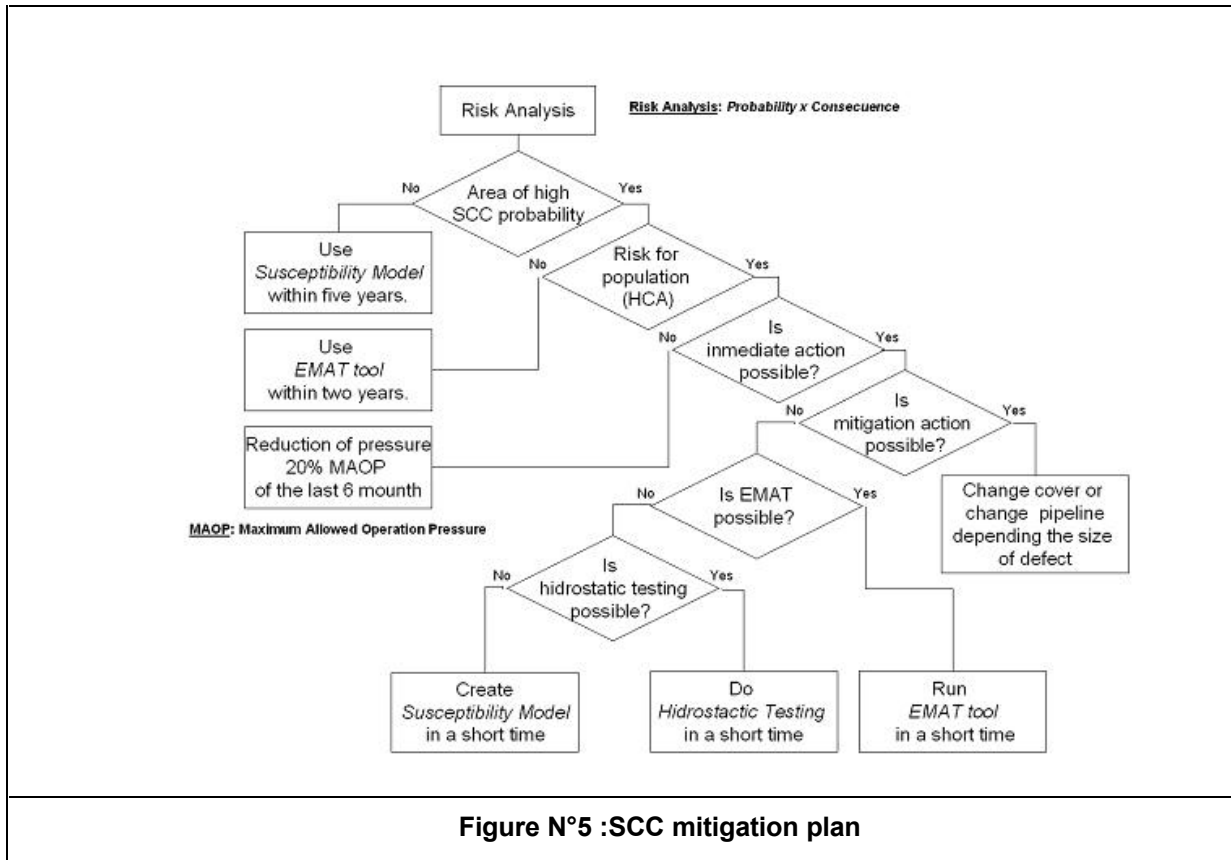 Risk Analysis
Risk Analysis: Probability x Consecuence
No
Area of high
SCC probability
Yes
Use
Susceptibility Model
within five years.
No
Risk for
population
(HCA)
Yes
Use
EMAT tool
within two years.
No
Is
inmediate action
possible?
Yes
Reduction of pressure
20% MAOP
of the last 6 mounth
No
Is
mitigation action
possible?
Yes
MAOP: Maximum Allowed Operation Pressure
No
Is EMAT
possible?
Yes
Change cover or
change pipeline
depending the size
of defect
No
Is
hidrostatic testing
possible?
Yes
Create
Susceptibility Model
in a short time
Do
Hidrostactic Testing
in a short time
Run
EMAT tool
in a short time
Figure N°5 :SCC mitigation plan